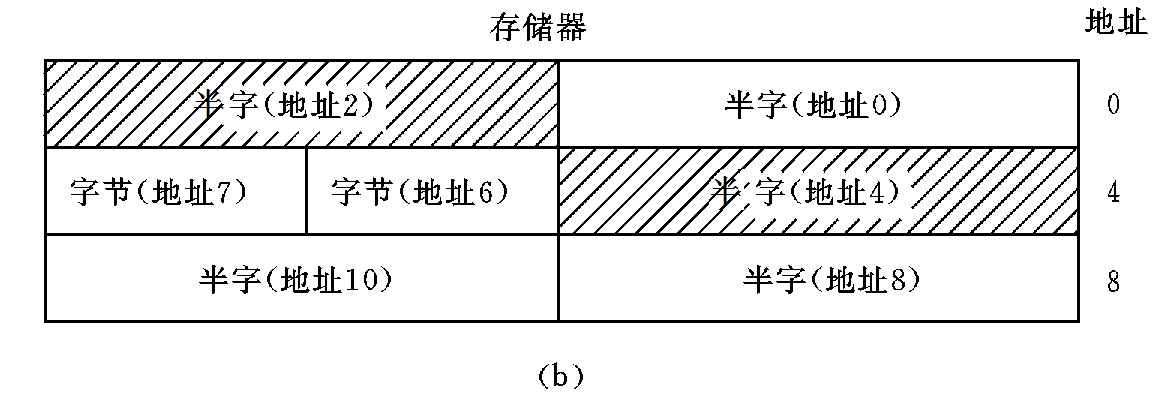 存储器 地址
半字(地址2) 半字(地址0) 0
字节(地址7) 字节(地址6) 半字(地址4) 4
半字(地址10) 半字(地址8) 8
(b)